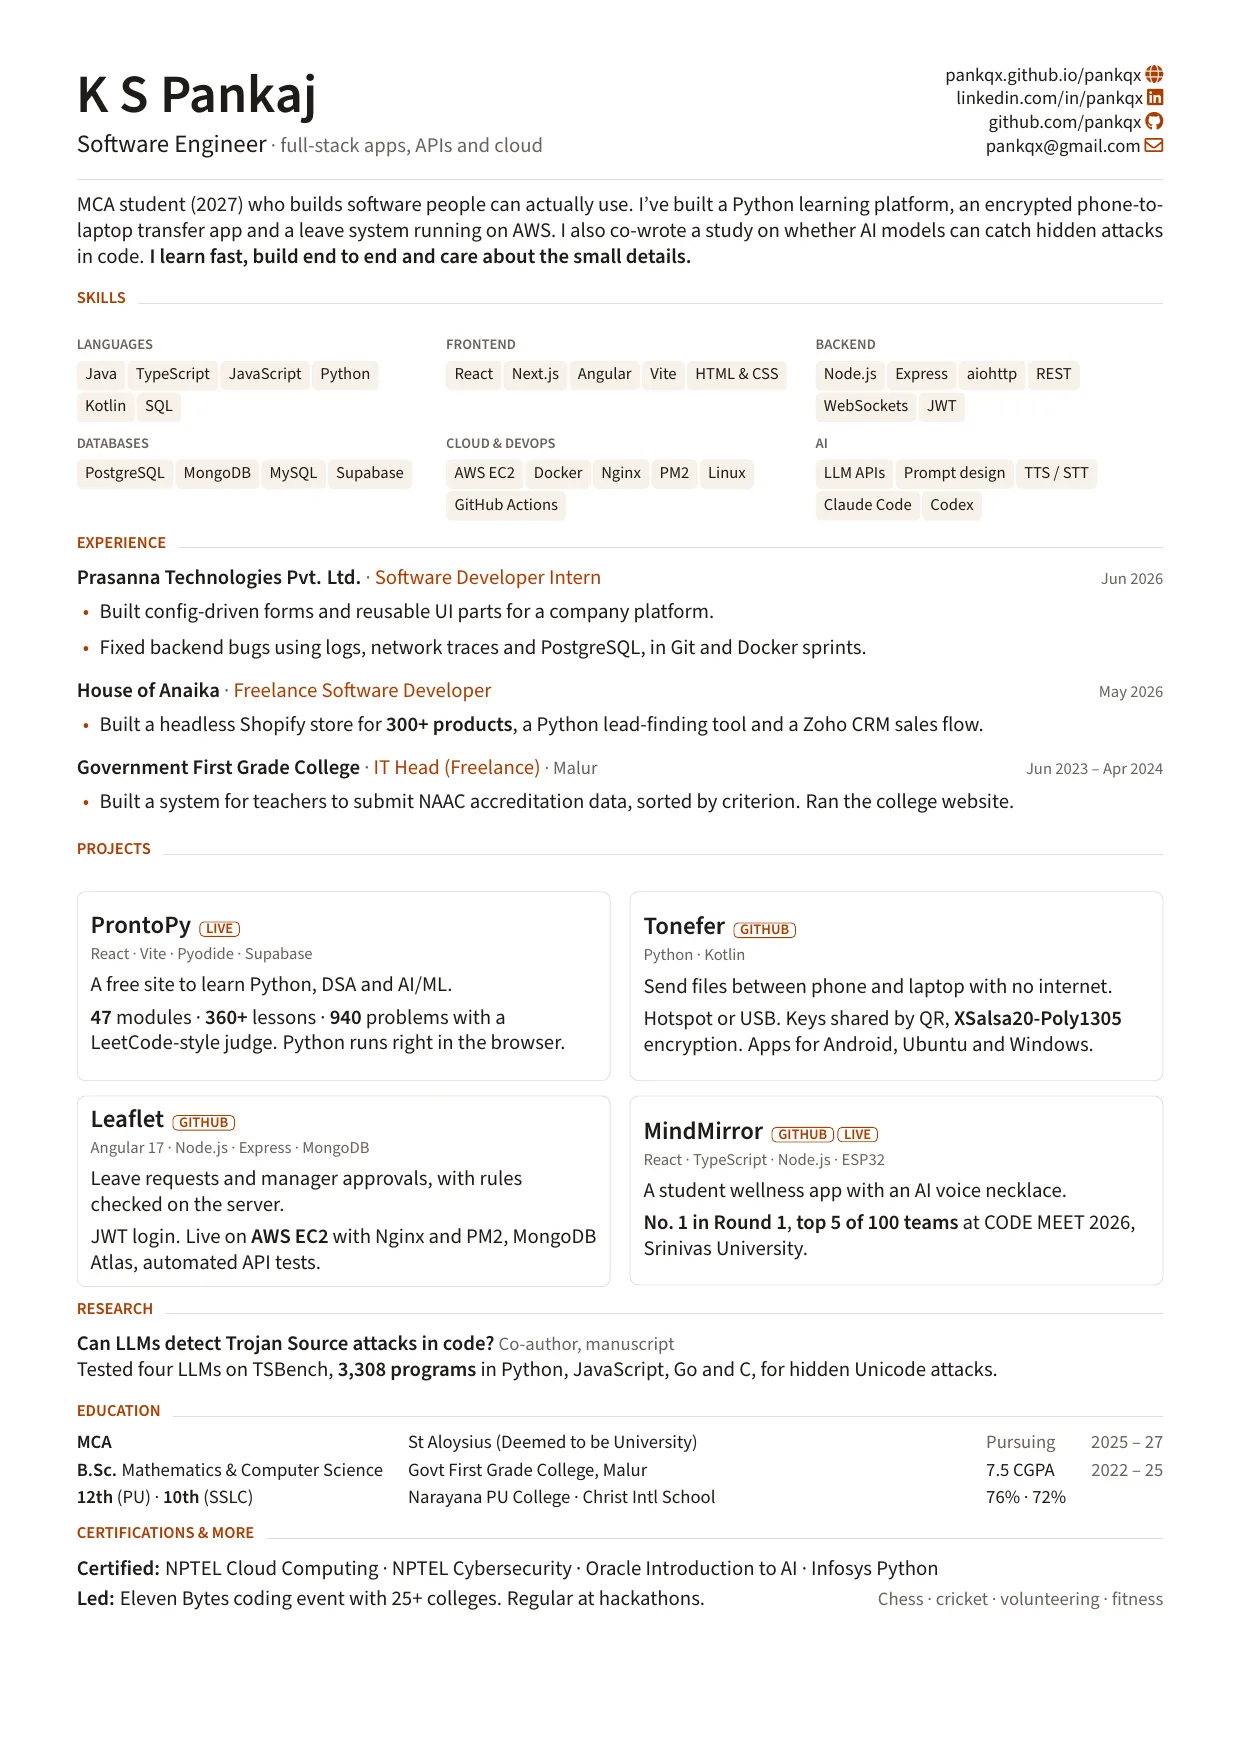 K S Pankaj
Software Engineer · full-stack apps, APIs and cloud
pankqx.github.io/pankqx
linkedin.com/in/pankqx
github.com/pankqx
pankqx@gmail.com
MCA student (2027) who builds software people can actually use. I’ve built a Python learning platform, an encrypted phone-to-
laptop transfer app and a leave system running on AWS. I also co-wrote a study on whether AI models can catch hidden attacks
in code. I learn fast, build end to end and care about the small details.
SKILLS
LANGUAGES
Java TypeScript JavaScript Python
Kotlin SQL
FRONTEND
React Next.js Angular Vite HTML & CSS
BACKEND
Node.js Express aiohttp REST
WebSockets JWT
DATABASES
PostgreSQL MongoDB MySQL Supabase
CLOUD & DEVOPS
AWS EC2 Docker Nginx PM2 Linux
GitHub Actions
AI
LLM APIs Prompt design TTS / STT
Claude Code Codex
EXPERIENCE
Prasanna Technologies Pvt. Ltd. · Software Developer Intern Jun 2026
• Built config-driven forms and reusable UI parts for a company platform.
• Fixed backend bugs using logs, network traces and PostgreSQL, in Git and Docker sprints.
House of Anaika · Freelance Software Developer May 2026
• Built a headless Shopify store for 300+ products, a Python lead-finding tool and a Zoho CRM sales flow.
Government First Grade College · IT Head (Freelance) · Malur Jun 2023 – Apr 2024
• Built a system for teachers to submit NAAC accreditation data, sorted by criterion. Ran the college website.
PROJECTS
ProntoPy LIVE
React · Vite · Pyodide · Supabase
A free site to learn Python, DSA and AI/ML.
47 modules · 360+ lessons · 940 problems with a
LeetCode-style judge. Python runs right in the browser.
Tonefer GITHUB
Python · Kotlin
Send files between phone and laptop with no internet.
Hotspot or USB. Keys shared by QR, XSalsa20-Poly1305
encryption. Apps for Android, Ubuntu and Windows.
Leaflet GITHUB
Angular 17 · Node.js · Express · MongoDB
Leave requests and manager approvals, with rules
checked on the server.
JWT login. Live on AWS EC2 with Nginx and PM2, MongoDB
Atlas, automated API tests.
MindMirror GITHUB LIVE
React · TypeScript · Node.js · ESP32
A student wellness app with an AI voice necklace.
No. 1 in Round 1, top 5 of 100 teams at CODE MEET 2026,
Srinivas University.
RESEARCH
Can LLMs detect Trojan Source attacks in code? Co-author, manuscript
Tested four LLMs on TSBench, 3,308 programs in Python, JavaScript, Go and C, for hidden Unicode attacks.
EDUCATION
MCA St Aloysius (Deemed to be University) Pursuing 2025 – 27
B.Sc. Mathematics & Computer Science Govt First Grade College, Malur 7.5 CGPA 2022 – 25
12th (PU) · 10th (SSLC) Narayana PU College · Christ Intl School 76% · 72%
CERTIFICATIONS & MORE
Certified: NPTEL Cloud Computing · NPTEL Cybersecurity · Oracle Introduction to AI · Infosys Python
Led: Eleven Bytes coding event with 25+ colleges. Regular at hackathons. Chess · cricket · volunteering · fitness